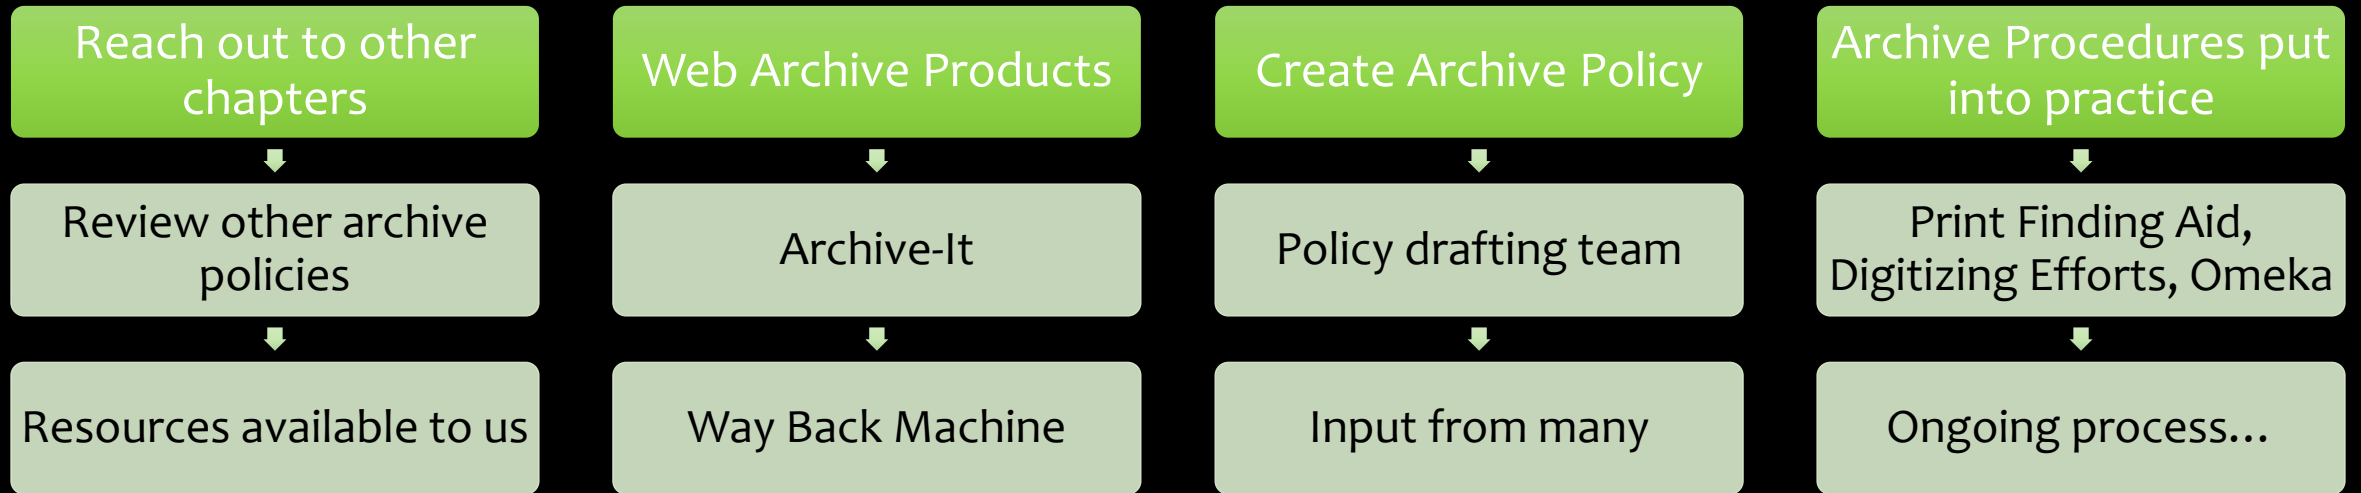 Reach out to other
chapters
Review other archive
policies
Resources available to us
Web Archive Products
Archive-It
Way Back Machine
Create Archive Policy
Policy drafting team
Input from many
Archive Procedures put
into practice
Print Finding Aid,
Digitizing Efforts, Omeka
Ongoing process...